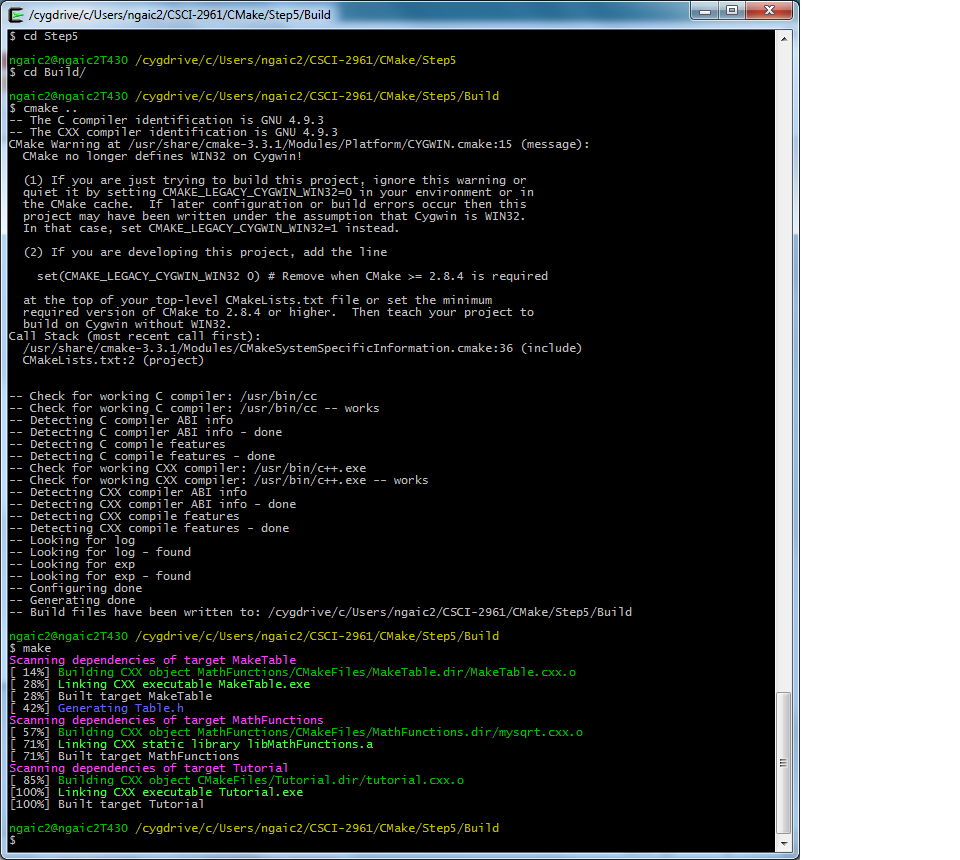 /cygdrive/c/Users/ngaic2/CSCI-2961/CMake/Step5/Build
$ cd Step5
ngaic2@ngaic2T430 /cygdrive/c/Users/ngaic2/CSCI-2961/CMake/Step5
$ cd Build/
ngaic2@ngaic2T430 /cygdrive/c/Users/ngaic2/CSCI-2961/CMake/Step5/Build
$ cmake ..
-- The C compiler identification is GNU 4.9.3
-- The CXX compiler identification is GNU 4.9.3
CMake Warning at /usr/share/cmake-3.3.1/Modules/Platform/CYGWIN.cmake:15 (message):
  CMake no longer defines WIN32 on Cygwin!
  (1) If you are just trying to build this project, ignore this warning or
  quiet it by setting CMAKE_LEGACY_CYGWIN_WIN32=0 in your environment or in
  the CMake cache.  If later configuration or build errors occur then this
  project may have been written under the assumption that Cygwin is WIN32.
  In that case, set CMAKE_LEGACY_CYGWIN_WIN32=1 instead.
  (2) If you are developing this project, add the line
    set(CMAKE_LEGACY_CYGWIN_WIN32 0) # Remove when CMake >= 2.8.4 is required
  at the top of your top-level CMakeLists.txt file or set the minimum
  required version of CMake to 2.8.4 or higher.  Then teach your project to
  build on Cygwin without WIN32.
Call Stack (most recent call first):
  /usr/share/cmake-3.3.1/Modules/CMakeSystemSpecificInformation.cmake:36 (include)
  CMakeLists.txt:2 (project)
-- Check for working C compiler: /usr/bin/cc
-- Check for working C compiler: /usr/bin/cc -- works
-- Detecting C compiler ABI info
-- Detecting C compiler ABI info - done
-- Detecting C compile features
-- Detecting C compile features - done
-- Check for working CXX compiler: /usr/bin/c++.exe
-- Check for working CXX compiler: /usr/bin/c++.exe -- works
-- Detecting CXX compiler ABI info
-- Detecting CXX compiler ABI info - done
-- Detecting CXX compile features
-- Detecting CXX compile features - done
-- Looking for log
-- Looking for log - found
-- Looking for exp
-- Looking for exp - found
-- Configuring done
-- Generating done
-- Build files have been written to: /cygdrive/c/Users/ngaic2/CSCI-2961/CMake/Step5/Build
ngaic2@ngaic2T430 /cygdrive/c/Users/ngaic2/CSCI-2961/CMake/Step5/Build
$ make
Scanning dependencies of target MakeTable
[ 14%] Building CXX object MathFunctions/CMakeFiles/MakeTable.dir/MakeTable.cxx.o
[ 28%] Linking CXX executable MakeTable.exe
[ 28%] Built target MakeTable
[ 42%] Generating Table.h
Scanning dependencies of target MathFunctions
[ 57%] Building CXX object MathFunctions/CMakeFiles/MathFunctions.dir/mysqrt.cxx.o
[ 71%] Linking CXX static library libMathFunctions.a
[ 71%] Built target MathFunctions
Scanning dependencies of target Tutorial
[ 85%] Building CXX object CMakeFiles/Tutorial.dir/tutorial.cxx.o
[100%] Linking CXX executable Tutorial.exe
[100%] Built target Tutorial
ngaic2@ngaic2T430 /cygdrive/c/Users/ngaic2/CSCI-2961/CMake/Step5/Build
$